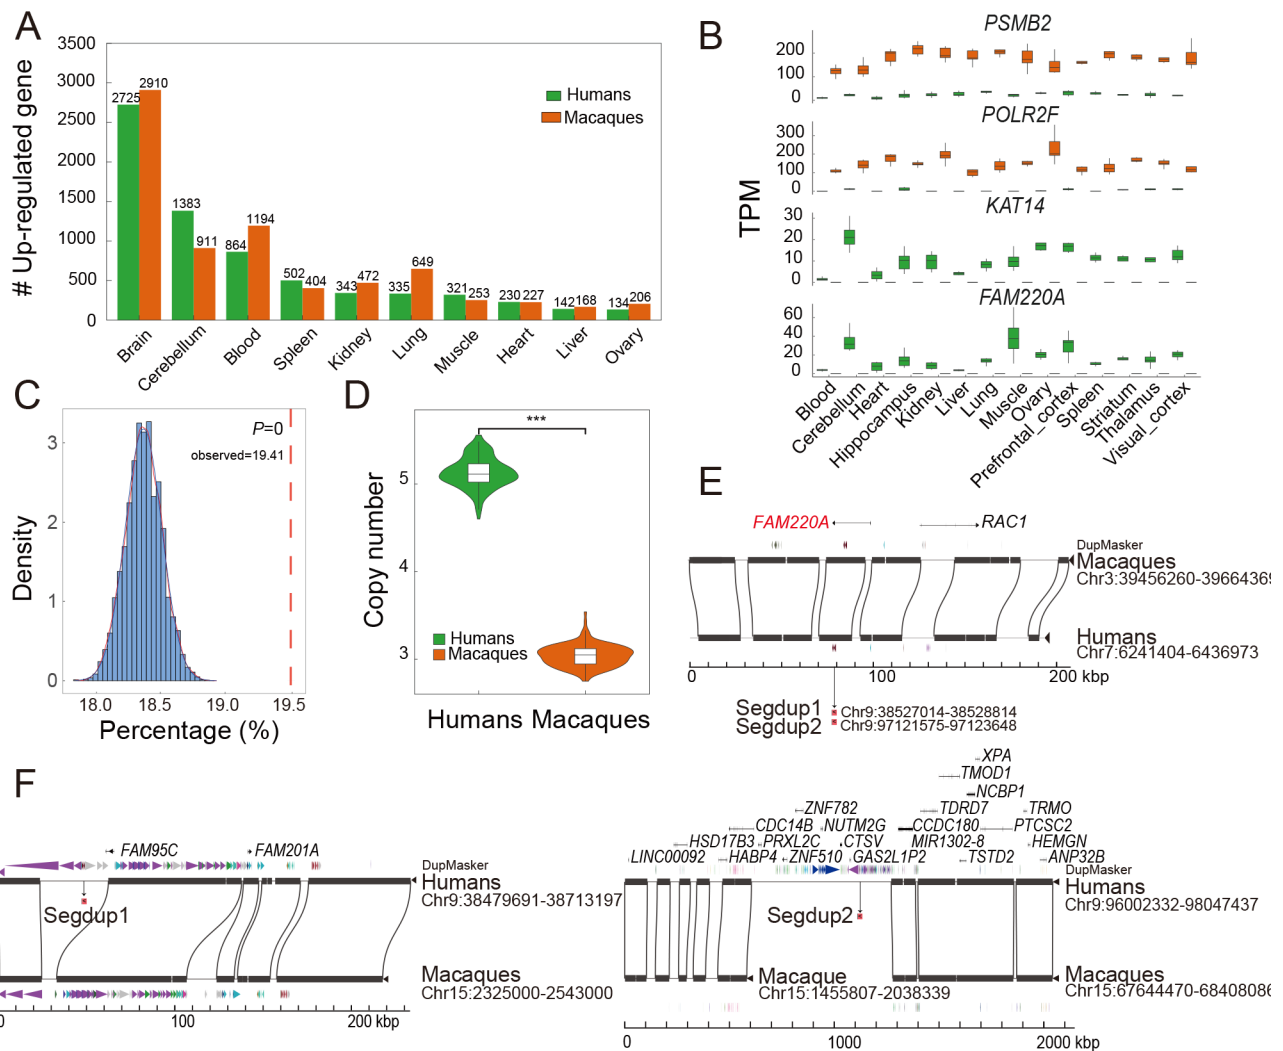 A
# Up-regulated gene
3500
3000
2500
2000
1500
1000
500
0
2725
2910
1383
911
864
1194
502
404
343
472
335
649
321
253
230
227
142
168
134
206
Humans
Macaques
Brain
Cerebellum
Blood
Spleen
Kidney
Lung
Muscle
Heart
Liver
Ovary
B
TPM
PSMB2
200
100
0
POLR2F
300
200
100
0
KAT14
30
20
10
0
FAM220A
60
40
20
0
Blood
Cerebellum
Heart
Hippocampus
Kidney
Liver
Lung
Muscle
Ovary
Prefrontal_cortex
Spleen
Striatum
Thalamus
Visual_cortex
C
Density
3
2
1
0
P=0
observed=19.41
18.0
18.5
19.0
19.5
Percentage (%)
D
Copy number
5
4
3
***
Humans
Macaques
Humans Macaques
E
FAM220A
RAC1
DupMasker
Macaques
Chr3:39456260-39664369
Humans
Chr7:6241404-6436973
0
100
200 kbp
Segdup1
Chr9:38527014-38528814
Segdup2
Chr9:97121575-97123648
F
FAM95C
FAM201A
DupMasker
Humans
Chr9:38479691-38713197
Segdup1
Macaques
Chr15:2325000-2543000
0
100
200 kbp
XPA
TMOD1
NCBP1
ZNF782
TDRD7
TRMO
CDC14B
NUTM2G
CCDC180
PTCSC2
HSD17B3
PRXL2C
CTSV
MIR1302-8
HEMGN
LINC00092
HABP4
ZNF510
GAS2L1P2
TSTD2
ANP32B
DupMasker
Humans
Chr9:96002332-98047437
Segdup2
Macaque
Chr15:1455807-2038339
Macaques
Chr15:67644470-68408086
0
1000
2000 kbp